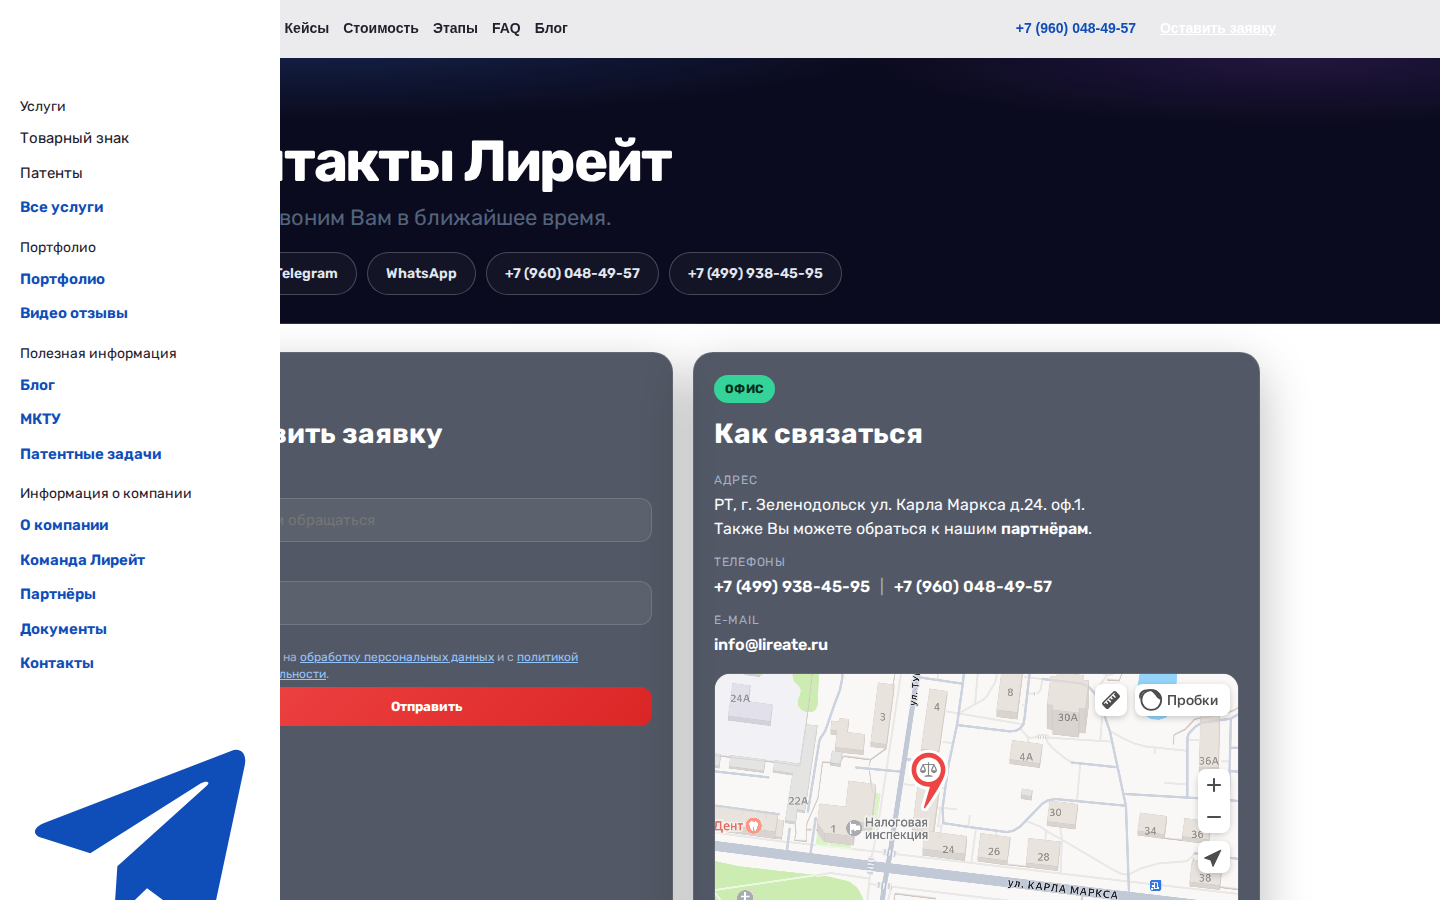 Кейсы Стоимость Этапы FAQ Блог
+7 (960) 048-49-57 Оставить заявку
Услуги
Товарный знак
Патенты
Все услуги
Портфолио
Портфолио
Видео отзывы
Полезная информация
Блог
МКТУ
Патентные задачи
Информация о компании
О компании
Команда Лирейт
Партнёры
Документы
Контакты
нтакты Лирейт
воним Вам в ближайшее время.
Telegram WhatsApp +7 (960) 048-49-57 +7 (499) 938-45-95
вить заявку
обращаться
на обработку персональных данных и с политикой
льности.
Отправить
ОФИС
Как связаться
АДРЕС
РТ, г. Зеленодольск ул. Карла Маркса д.24. оф.1.
Также Вы можете обраться к нашим партнёрам.
ТЕЛЕФОНЫ
+7 (499) 938-45-95 | +7 (960) 048-49-57
E-MAIL
info@lireate.ru
24А
3
ул. ТУ
4
8
30А
Пробки
4А
36А
22А
Дент
1
Налоговая
инспекция
24
26
28
30
34
36
38
ул. КАРЛА МАРКСА